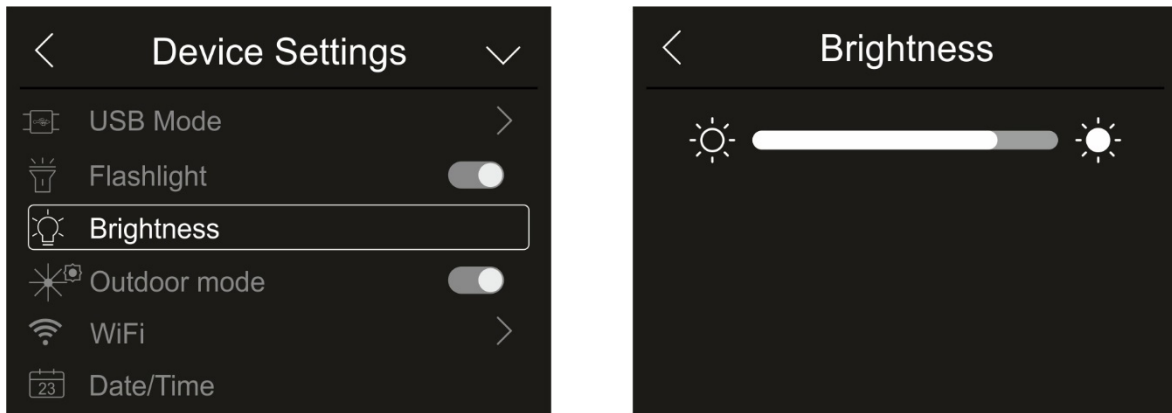 Device Settings
USB Mode
Flashlight
Brightness
Outdoor mode
WiFi
23
Date/Time
Brightness